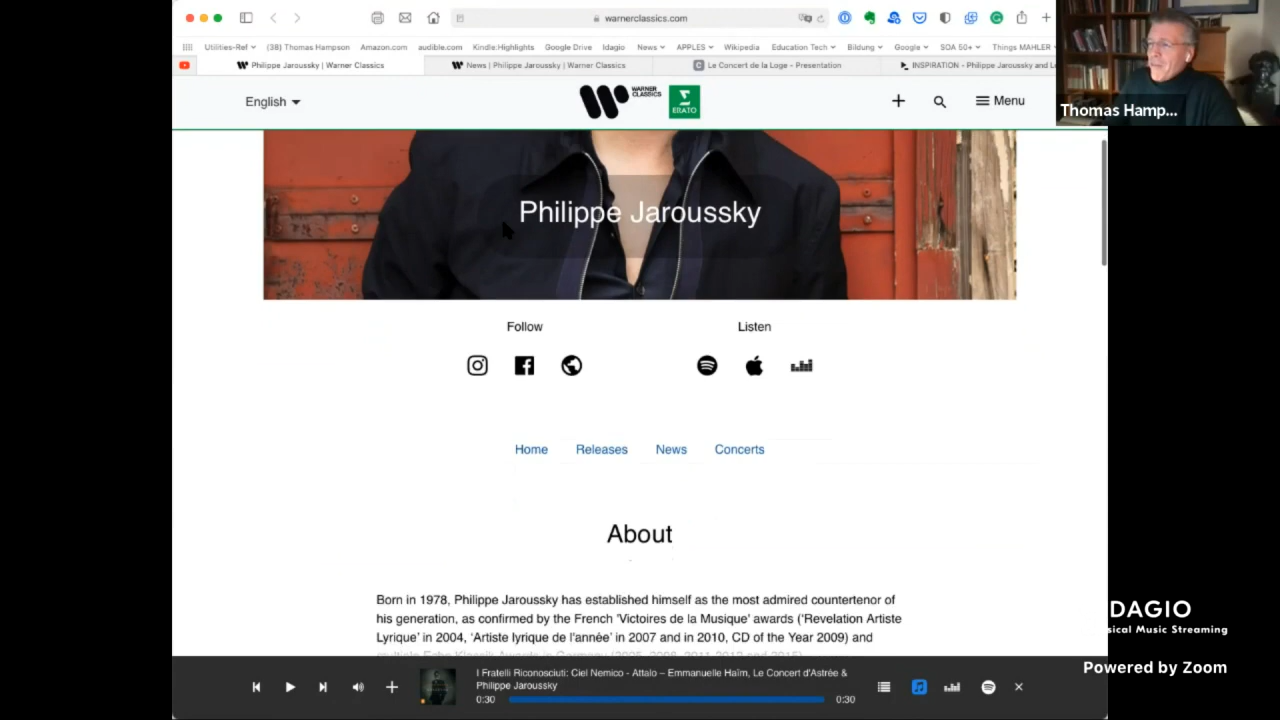 warnerclassics.com
Utilities-Ref
(38) Thomas Hampson
Amazon.com
audible.com
Kindle:Highlights
Google Drive
Idagio
News
APPLES
Wikipedia
Education Tech
Bildung
Google
SOA 50+
Things MAHLER
Philippe Jaroussky | Warner Classics
News | Philippe Jaroussky | Warner Classics
Le Concert de la Loge - Presentation
INSPIRATION - Philippe Jaroussky and L
Thomas Hamp...
English
WARNER
CLASSICS
ERATO
Menu
Philippe Jaroussky
Follow
Listen
Home
Releases
News
Concerts
About
Born in 1978, Philippe Jaroussky has established himself as the most admired countertenor of
his generation, as confirmed by the French 'Victoires de la Musique' awards ('Revelation Artiste
Lyrique' in 2004, 'Artiste lyrique de l'année' in 2007 and in 2010, CD of the Year 2009) and
I Fratelli Riconosciuti: Ciel Nemico - Attalo – Emmanuelle Haïm, Le Concert d'Astrée &
Philippe Jaroussky
0:30
0:30
DAGIO
sical Music Streaming
Powered by Zoom